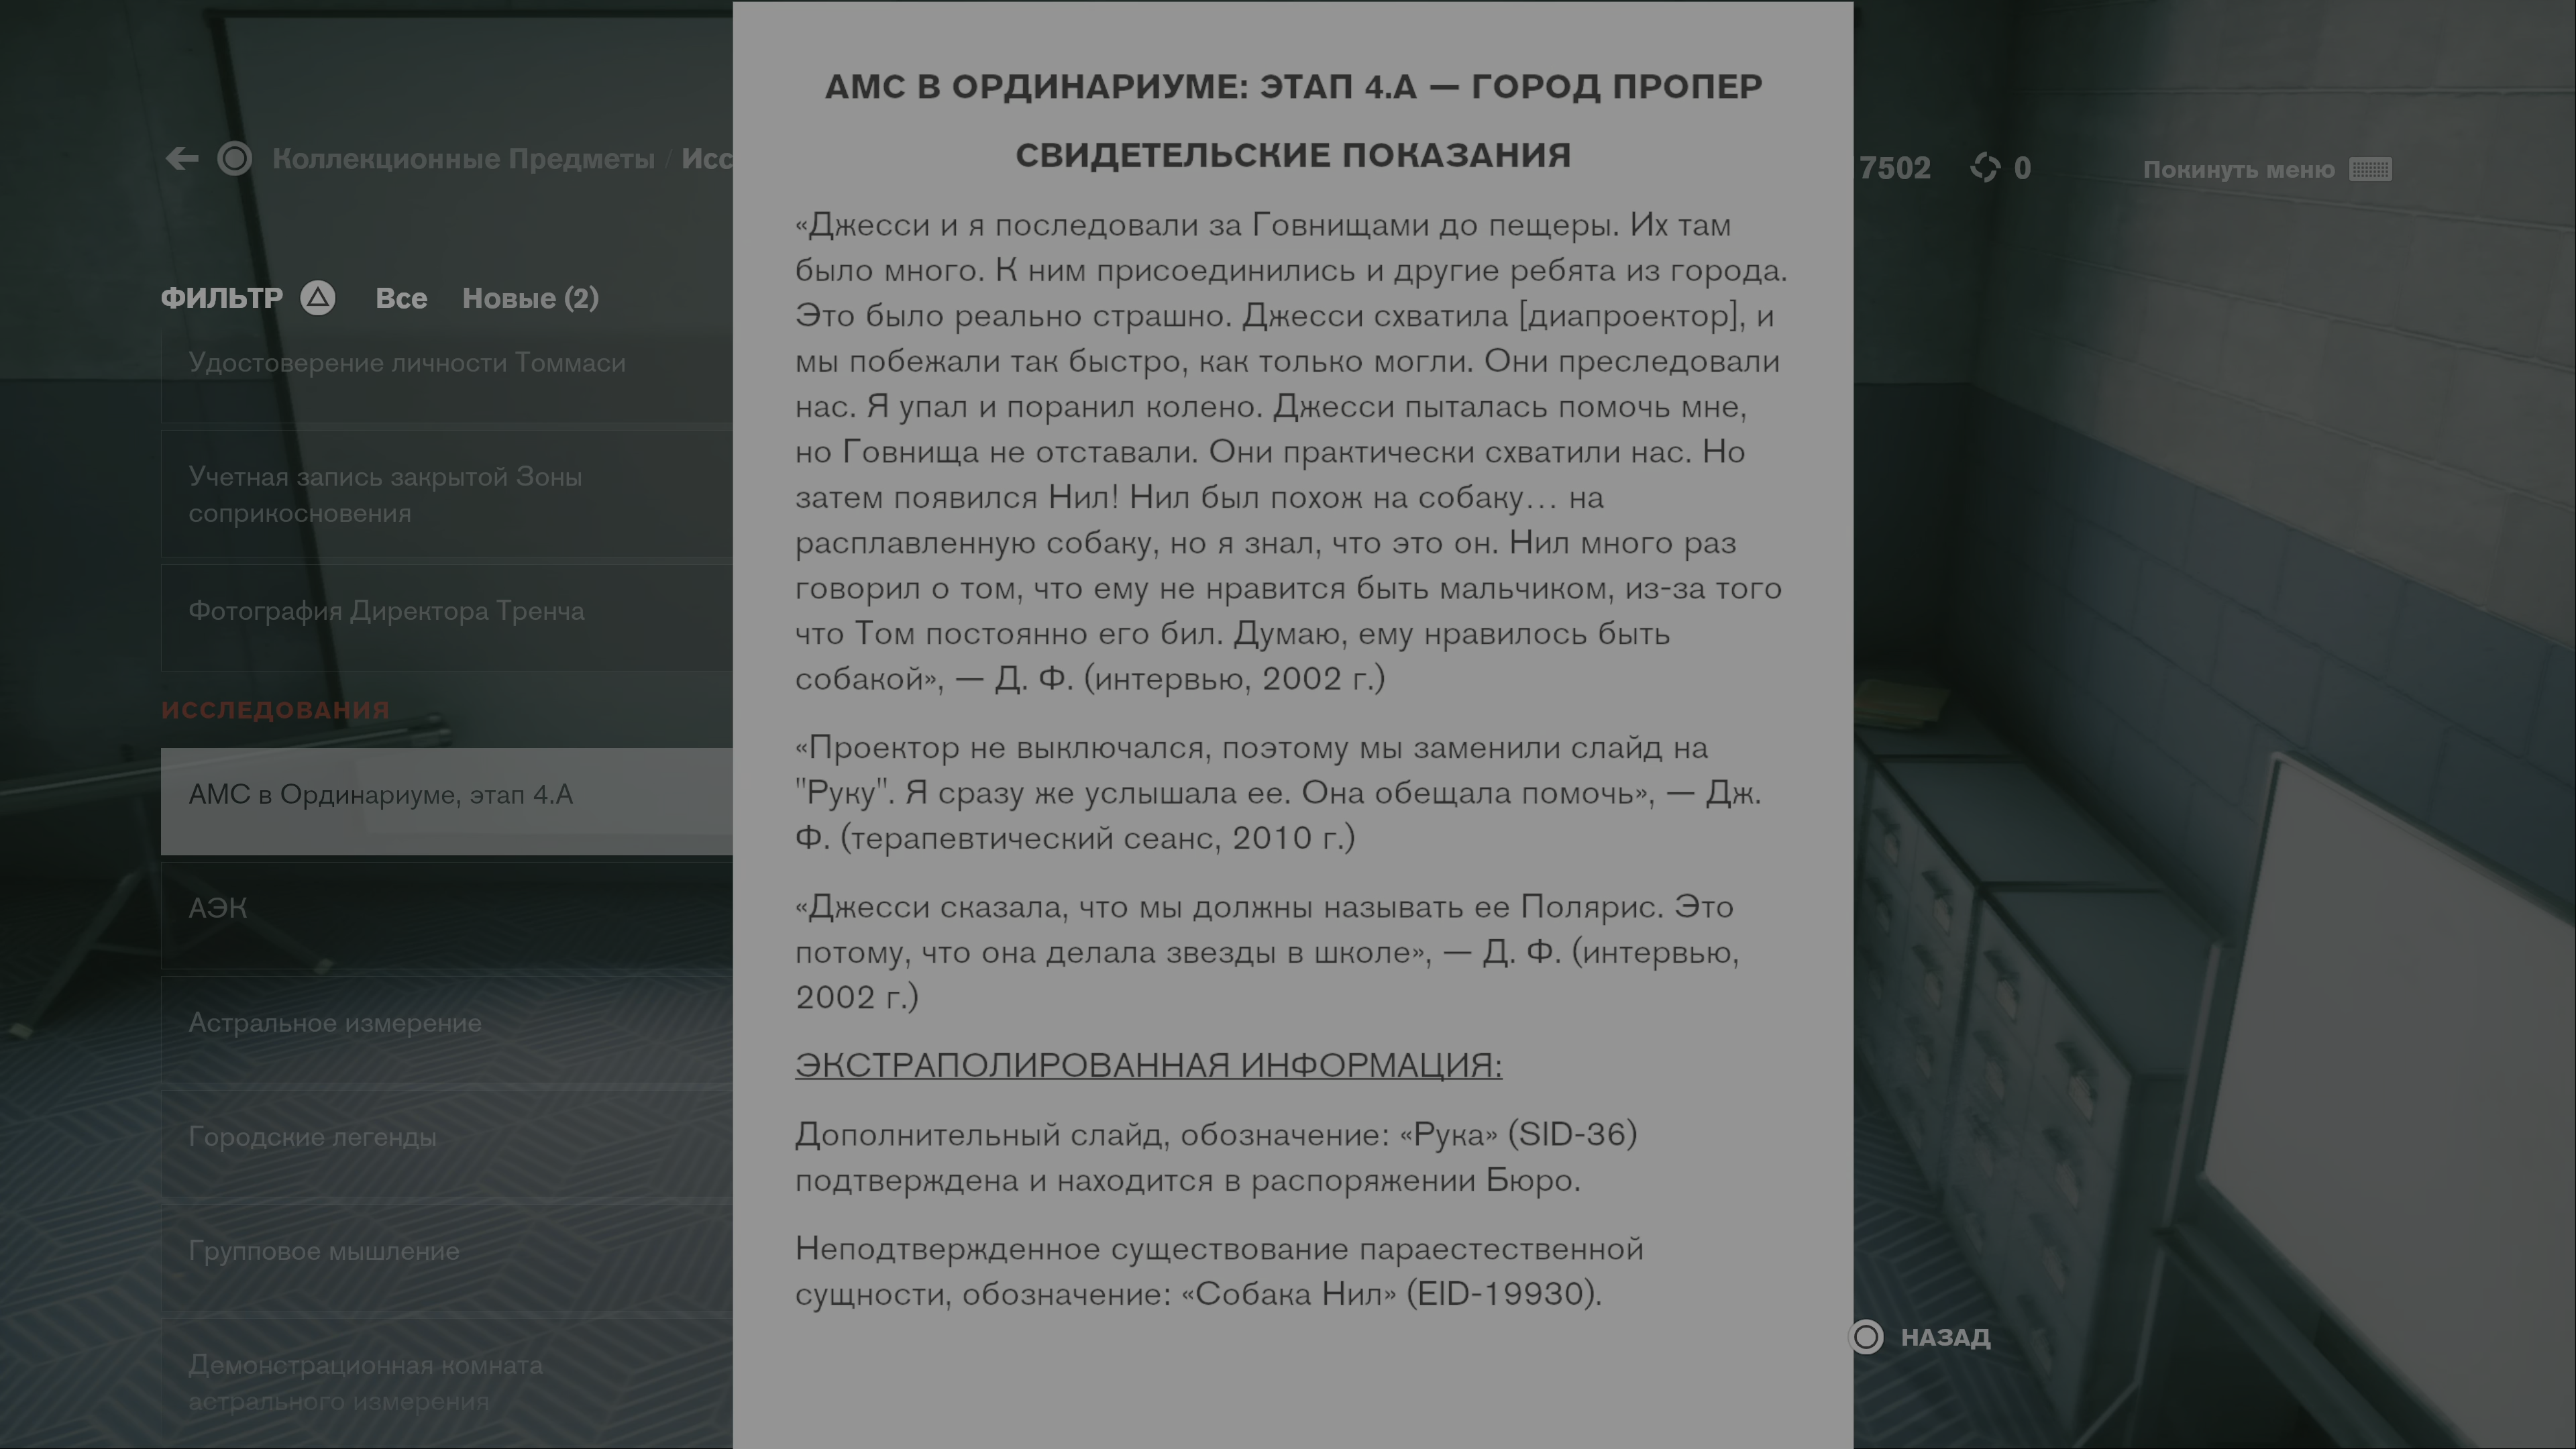 Коллекционные Предметы / Исс
7502
0
Покинуть меню
ФИЛЬТР Все Новые (2)
Удостоверение личности Томмаси
Учетная запись закрытой Зоны
соприкосновения
Фотография Директора Тренча
ИССЛЕДОВАНИЯ
АМС в Ординариуме, этап 4.А
АЭК
Астральное измерение
Городские легенды
Групповое мышление
Демонстрационная комната
астрального измерения
АМС В ОРДИНАРИУМЕ: ЭТАП 4.А — ГОРОД ПРОПЕР
СВИДЕТЕЛЬСКИЕ ПОКАЗАНИЯ
«Джесси и я последовали за Говнищами до пещеры. Их там
было много. К ним присоединились и другие ребята из города.
Это было реально страшно. Джесси схватила [диапроектор], и
мы побежали так быстро, как только могли. Они преследовали
нас. Я упал и поранил колено. Джесси пыталась помочь мне,
но Говнища не отставали. Они практически схватили нас. Но
затем появился Нил! Нил был похож на собаку... на
расплавленную собаку, но я знал, что это он. Нил много раз
говорил о том, что ему не нравится быть мальчиком, из-за того
что Том постоянно его бил. Думаю, ему нравилось быть
собакой», — Д. Ф. (интервью, 2002 г.)
«Проектор не выключался, поэтому мы заменили слайд на
"Руку". Я сразу же услышала ее. Она обещала помочь», — Дж.
Ф. (терапевтический сеанс, 2010 г.)
«Джесси сказала, что мы должны называть ее Полярис. Это
потому, что она делала звезды в школе», — Д. Ф. (интервью,
2002 г.)
ЭКСТРАПОЛИРОВАННАЯ ИНФОРМАЦИЯ:
Дополнительный слайд, обозначение: «Рука» (SID-36)
подтверждена и находится в распоряжении Бюро.
Неподтвержденное существование параестественной
сущности, обозначение: «Собака Нил» (EID-19930).
НАЗАД